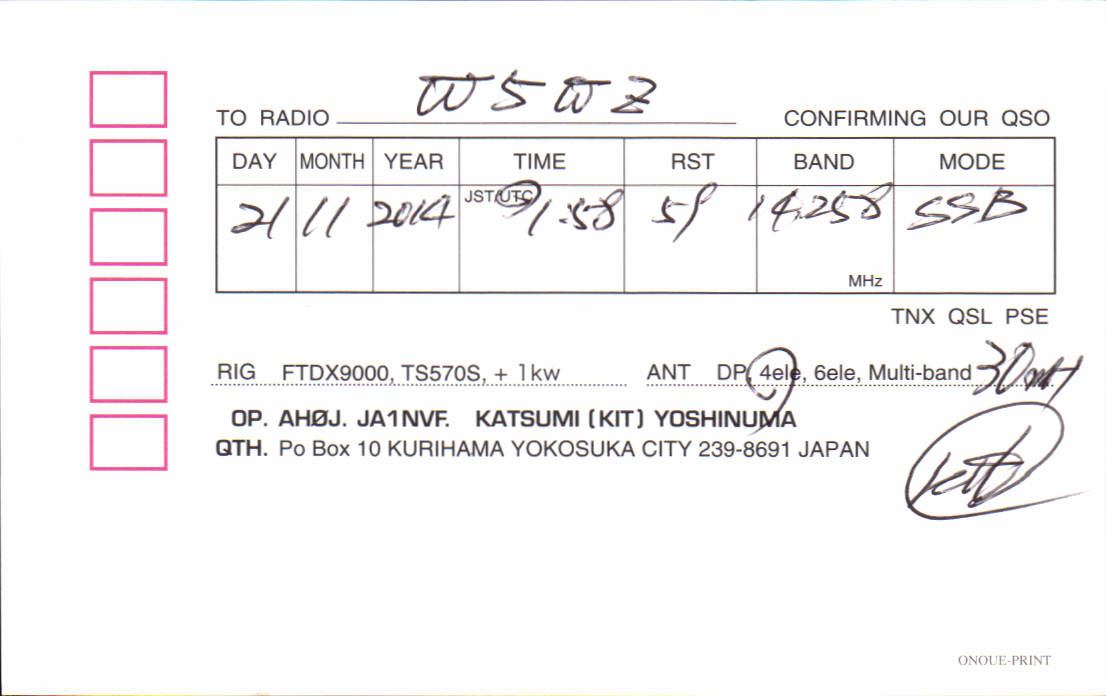 TO RADIO W5WZ CONFIRMING OUR QSO
DAY MONTH YEAR TIME RST BAND MODE
JST/UTC
21 11 2014 1:58 59 14.258 SSB
MHz
TNX QSL PSE
RIG FTDX9000, TS570S, + 1kw ANT DP, 4ele, 6ele, Multi-band 30mH
OP. AHØJ. JA1NVF. KATSUMI (KIT) YOSHINUMA
QTH. Po Box 10 KURIHAMA YOKOSUKA CITY 239-8691 JAPAN
Kit
ONOUE-PRINT